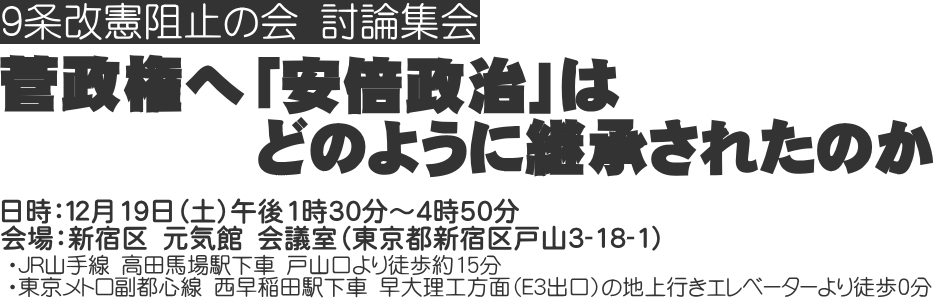 9条改憲阻止の会 討論集会
菅政権へ「安倍政治」は
どのように継承されたのか
日時：12月19日（土）午後1時30分～4時50分
会場：新宿区 元気館 会議室（東京都新宿区戸山3-18-1）
・JR山手線 高田馬場駅下車 戸山口より徒歩約15分
・東京メトロ副都心線 西早稲田駅下車 早大理工方面（E3出口）の地上行きエレベーターより徒歩0分